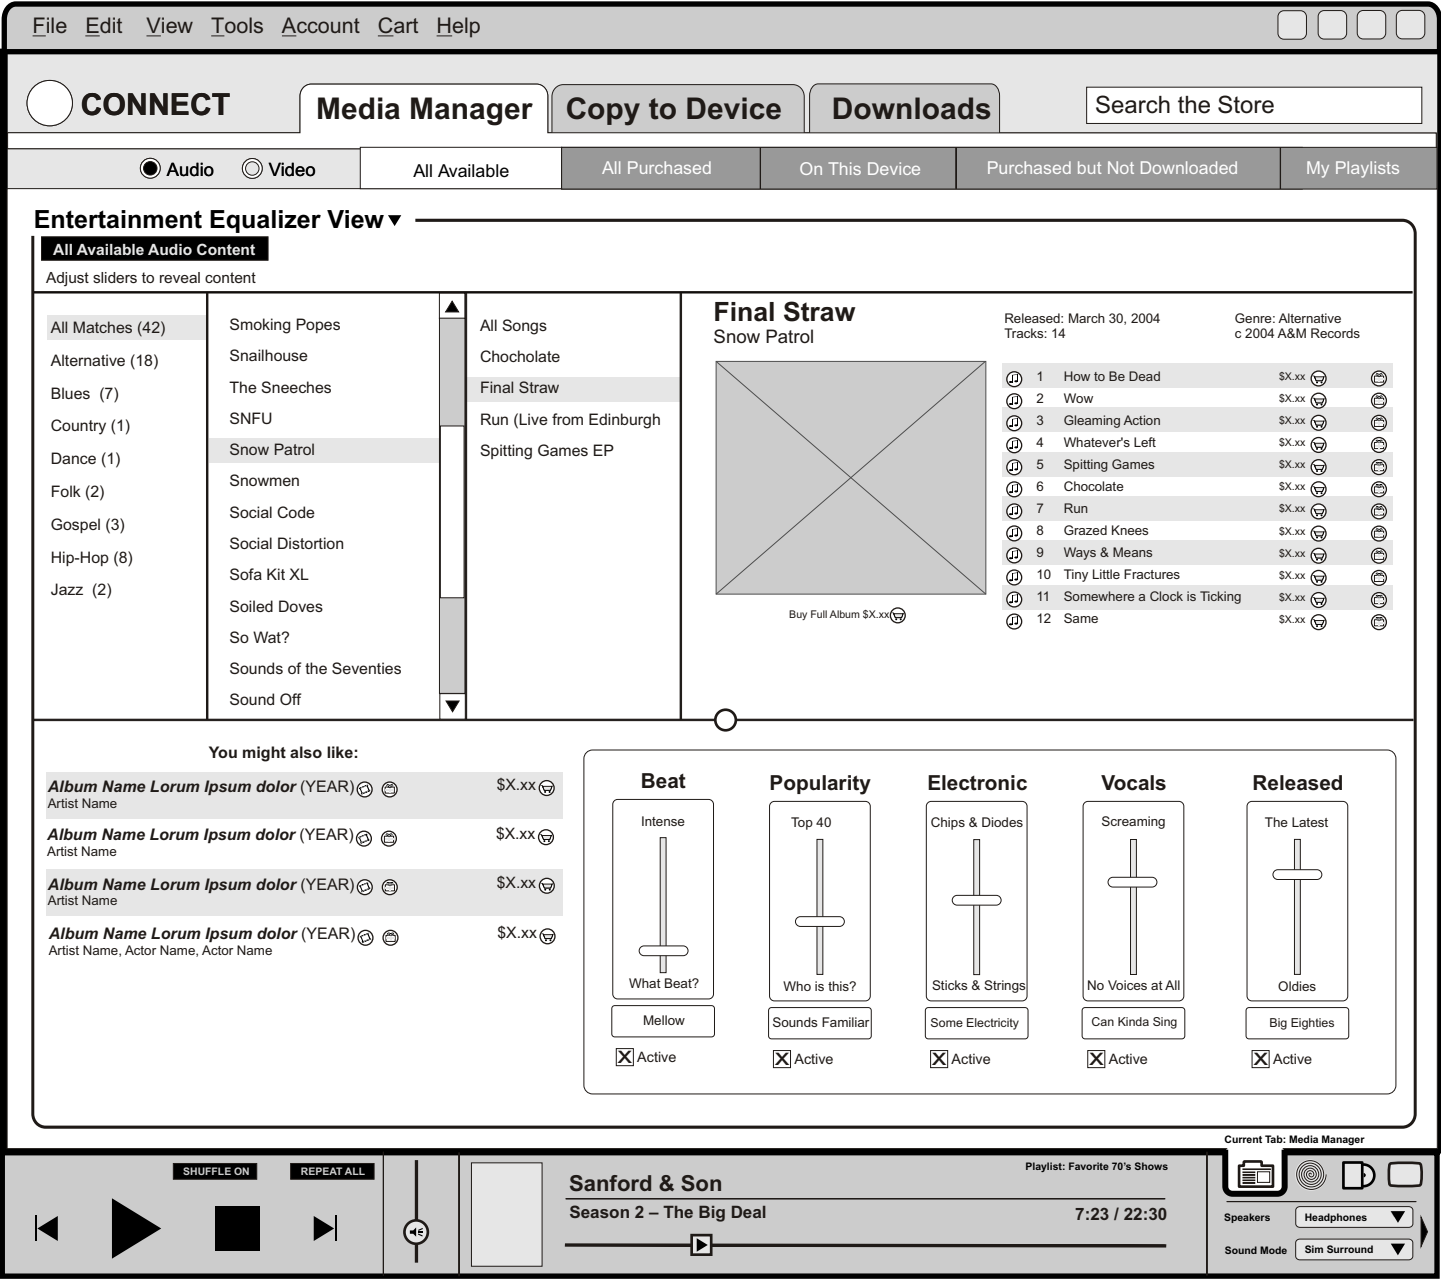 File Edit View Tools Account Cart Help
CONNECT
Media Manager
Copy to Device
Downloads
Search the Store
Audio
Video
All Available
All Purchased
On This Device
Purchased but Not Downloaded
My Playlists
Entertainment Equalizer View
All Available Audio Content
Adjust sliders to reveal content
All Matches (42)
Alternative (18)
Blues (7)
Country (1)
Dance (1)
Folk (2)
Gospel (3)
Hip-Hop (8)
Jazz (2)
Smoking Popes
Snailhouse
The Sneeches
SNFU
Snow Patrol
Snowmen
Social Code
Social Distortion
Sofa Kit XL
Soiled Doves
So Wat?
Sounds of the Seventies
Sound Off
All Songs
Chocholate
Final Straw
Run (Live from Edinburgh
Spitting Games EP
Final Straw
Snow Patrol
Buy Full Album $X.xx
Released: March 30, 2004
Tracks: 14
Genre: Alternative
c 2004 A&M Records
1 How to Be Dead $X.xx
2 Wow $X.xx
3 Gleaming Action $X.xx
4 Whatever's Left $X.xx
5 Spitting Games $X.xx
6 Chocolate $X.xx
7 Run $X.xx
8 Grazed Knees $X.xx
9 Ways & Means $X.xx
10 Tiny Little Fractures $X.xx
11 Somewhere a Clock is Ticking $X.xx
12 Same $X.xx
You might also like:
Album Name Lorum Ipsum dolor (YEAR) $X.xx
Artist Name
Album Name Lorum Ipsum dolor (YEAR) $X.xx
Artist Name
Album Name Lorum Ipsum dolor (YEAR) $X.xx
Artist Name
Album Name Lorum Ipsum dolor (YEAR) $X.xx
Artist Name, Actor Name, Actor Name
Beat
Intense
What Beat?
Mellow
Active
Popularity
Top 40
Who is this?
Sounds Familiar
Active
Electronic
Chips & Diodes
Sticks & Strings
Some Electricity
Active
Vocals
Screaming
No Voices at All
Can Kinda Sing
Active
Released
The Latest
Oldies
Big Eighties
Active
Current Tab: Media Manager
SHUFFLE ON
REPEAT ALL
Playlist: Favorite 70's Shows
Sanford & Son
Season 2 – The Big Deal
7:23 / 22:30
Speakers
Headphones
Sound Mode
Sim Surround